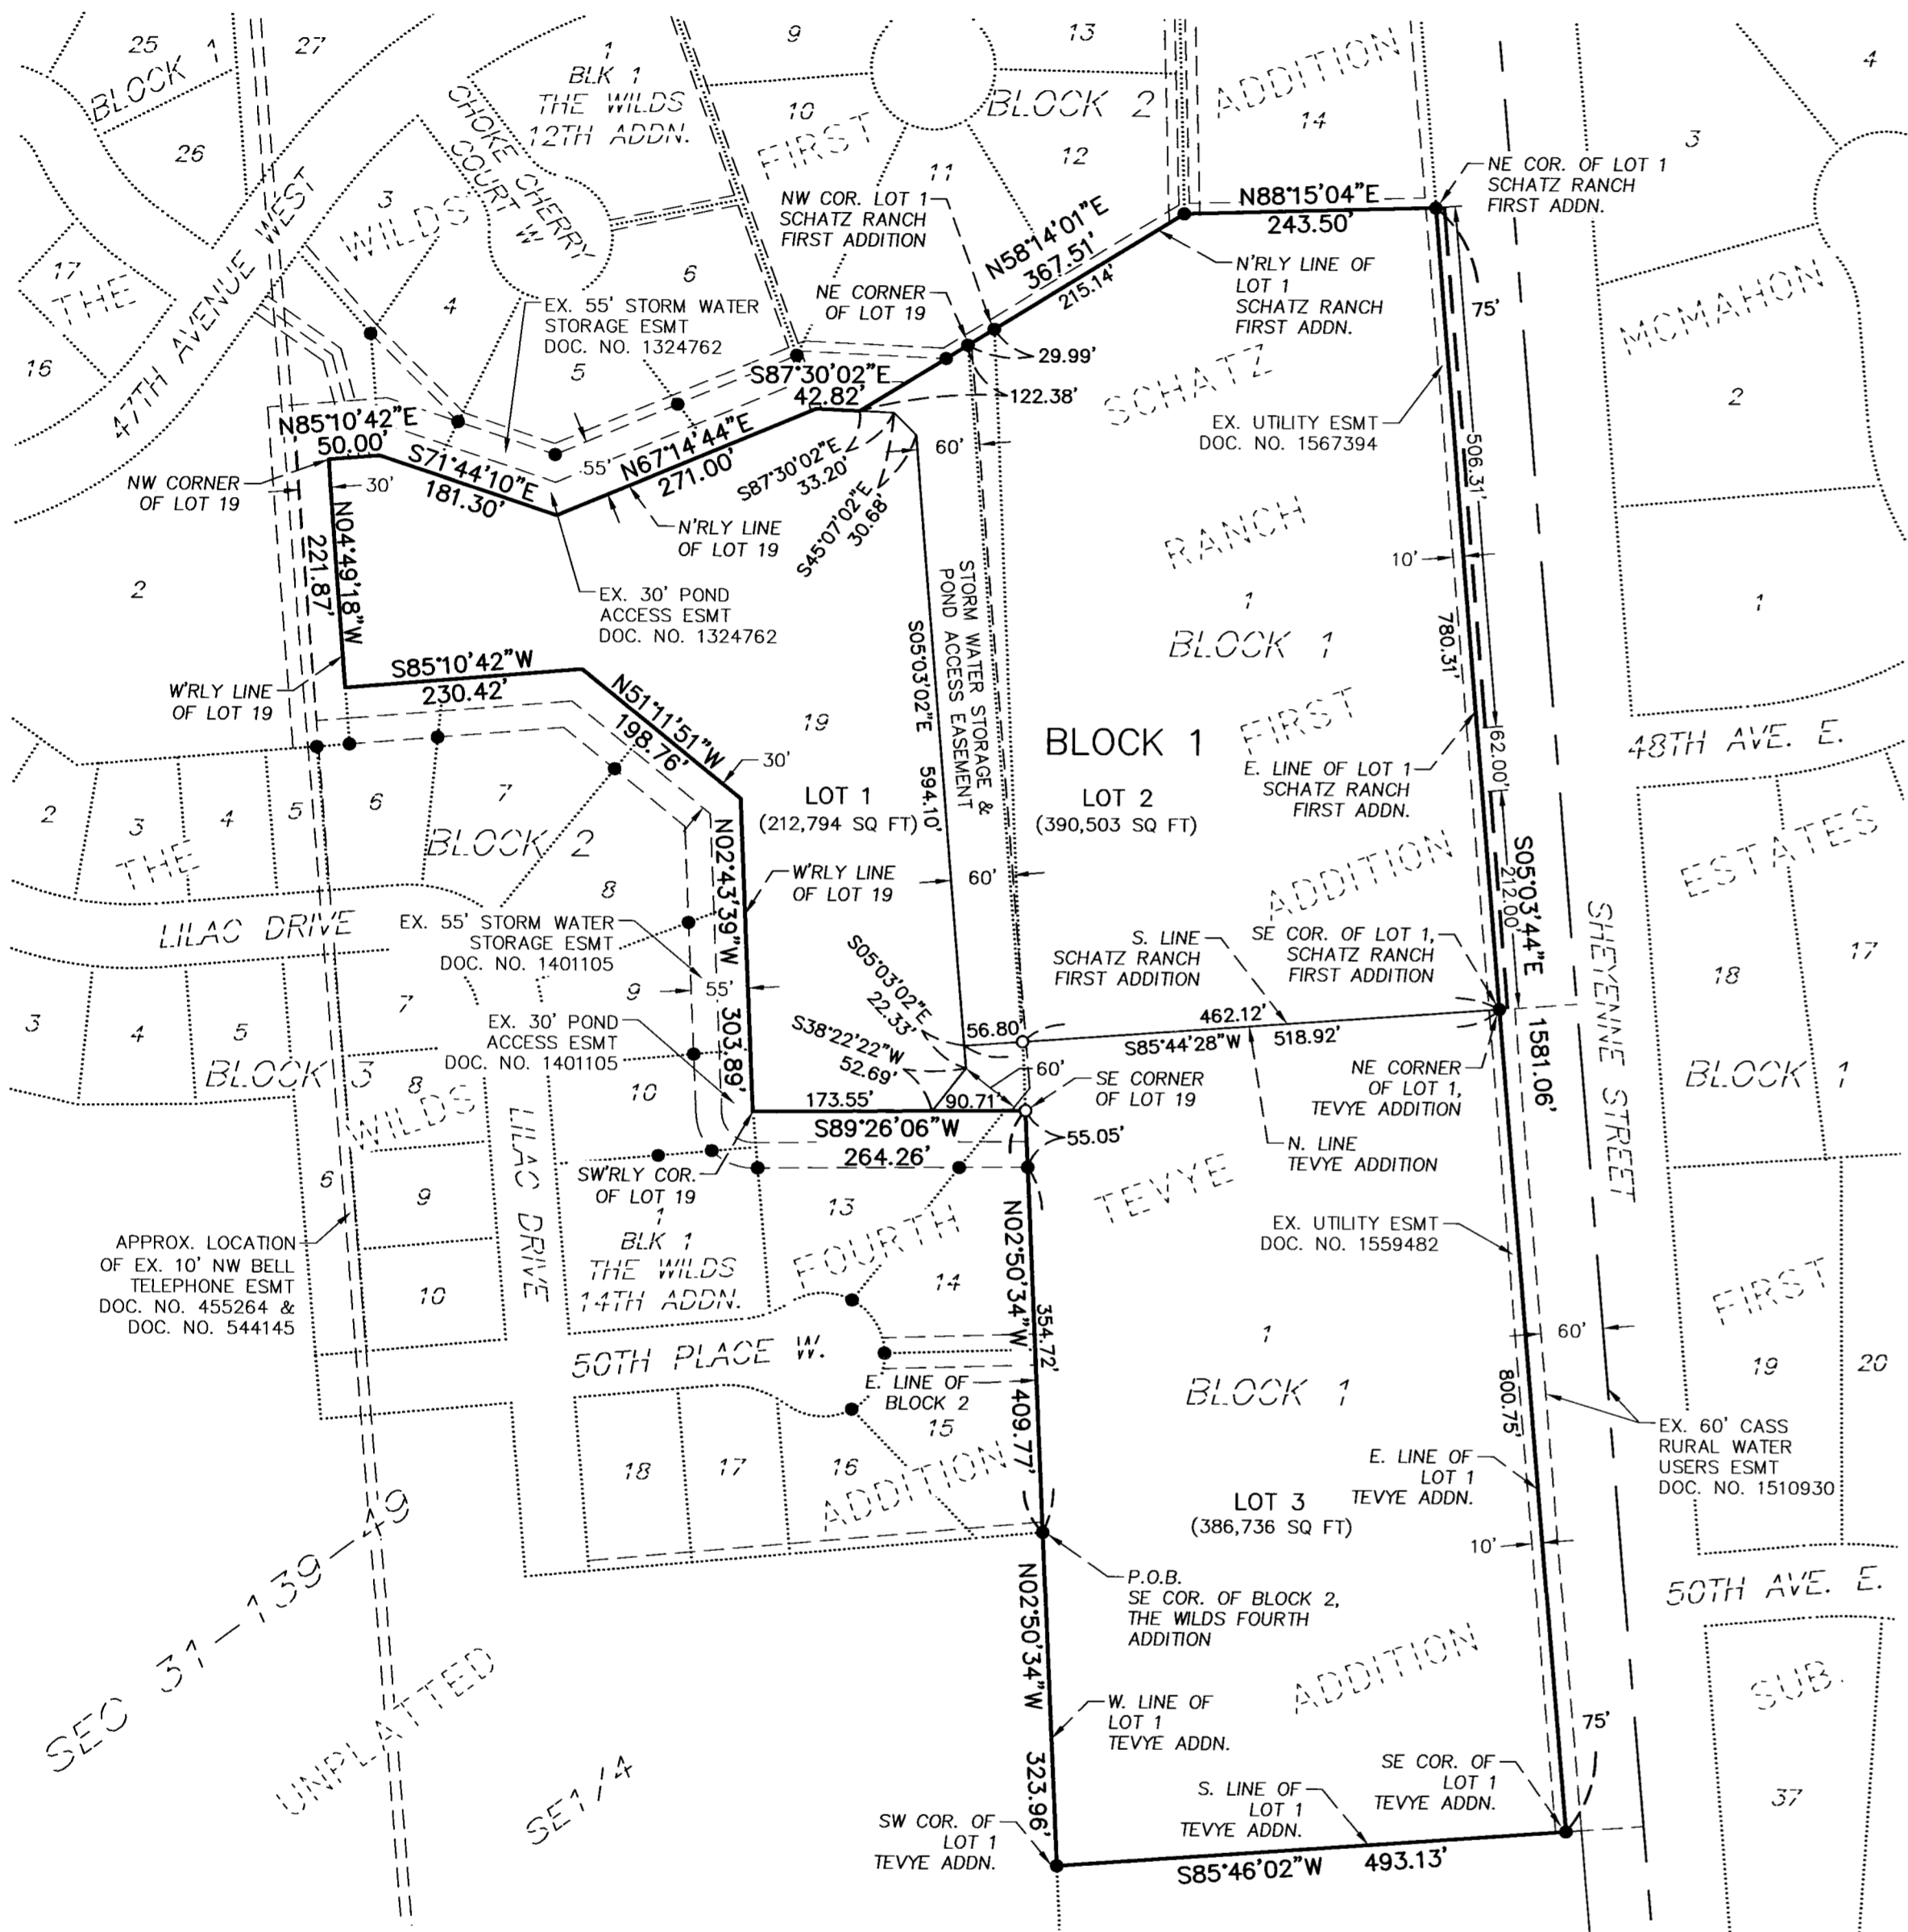 25
BLOCK 1
27
26
1
BLK 1
THE WILDS
12TH ADDN.
CHOKE CHERRY
COURT W
9
13
10
FIRST
BLOCK 2
11
12
ADDITION
14
4
3
NE COR. OF LOT 1
SCHATZ RANCH
FIRST ADDN.
47TH AVENUE WEST
17
THE
16
3
WILDS
4
6
5
NW COR. LOT 1
SCHATZ RANCH
FIRST ADDITION
NE CORNER
OF LOT 19
N58°14'01"E
367.51'
215.14'
N88°15'04"E
243.50'
N'RLY LINE OF
LOT 1
SCHATZ RANCH
FIRST ADDN.
75'
MCMAHON
2
EX. 55' STORM WATER
STORAGE ESMT
DOC. NO. 1324762
29.99'
122.38'
S87°30'02"E
42.82'
SCHATZ
EX. UTILITY ESMT
DOC. NO. 1567394
506.31'
N85°10'42"E
50.00'
S71°44'10"E
181.30'
55'
N67°14'44"E
271.00'
S87°30'02"E
33.20'
S45°07'02"E
30.68'
60'
NW CORNER
OF LOT 19
30'
N04°49'18"W
221.87'
N'RLY LINE
OF LOT 19
RANCH
10'
2
EX. 30' POND
ACCESS ESMT
DOC. NO. 1324762
S05°03'02"E
594.10'
STORM WATER STORAGE &
POND ACCESS EASEMENT
1
BLOCK 1
780.31'
1
W'RLY LINE
OF LOT 19
S85°10'42"W
230.42'
N51°11'51"W
198.76'
19
30'
BLOCK 1
FIRST
62.00'
48TH AVE. E.
E. LINE OF LOT 1
SCHATZ RANCH
FIRST ADDN.
LOT 1
(212,794 SQ FT)
LOT 2
(390,503 SQ FT)
2
3
4
5
6
7
THE
BLOCK 2
8
N02°43'39"W
303.89'
W'RLY LINE
OF LOT 19
60'
ADDITION
212.00'
S05°03'44"E
1581.06'
ESTATES
LILAC DRIVE
EX. 55' STORM WATER
STORAGE ESMT
DOC. NO. 1401105
9
55'
S. LINE
SCHATZ RANCH
FIRST ADDITION
SE COR. OF LOT 1,
SCHATZ RANCH
FIRST ADDITION
SHEYENNE STREET
18
17
3
4
5
7
EX. 30' POND
ACCESS ESMT
DOC. NO. 1401105
S05°03'02"E
22.33'
S38°22'22"W
52.69'
56.80'
462.12'
S85°44'28"W
518.92'
BLOCK 3
8
WILDS
10
60'
SE CORNER
OF LOT 19
NE CORNER
OF LOT 1,
TEVYE ADDITION
BLOCK 1
173.55'
90.71'
S89°26'06"W
264.26'
55.05'
N. LINE
TEVYE ADDITION
6
9
LILAC DRIVE
SW'RLY COR.
OF LOT 19
13
TEVYE
APPROX. LOCATION
OF EX. 10' NW BELL
TELEPHONE ESMT
DOC. NO. 455264 &
DOC. NO. 544145
10
1
BLK 1
THE WILDS
14TH ADDN.
FOURTH
14
N02°50'34"W
354.72'
409.77'
EX. UTILITY ESMT
DOC. NO. 1559482
FIRST
1
60'
19
20
50TH PLACE W.
E. LINE OF
BLOCK 2
BLOCK 1
800.75'
15
18
17
16
ADDITION
E. LINE OF
LOT 1
TEVYE ADDN.
EX. 60' CASS
RURAL WATER
USERS ESMT
DOC. NO. 1510930
LOT 3
(386,736 SQ FT)
10'
P.O.B.
SE COR. OF BLOCK 2,
THE WILDS FOURTH
ADDITION
50TH AVE. E.
SEC 31-139-49
UNPLATTED
SE1/4
N02°50'34"W
323.96'
W. LINE OF
LOT 1
TEVYE ADDN.
ADDITION
SUB.
75'
SE COR. OF
LOT 1
TEVYE ADDN.
37
S. LINE OF
LOT 1
TEVYE ADDN.
SW COR. OF
LOT 1
TEVYE ADDN.
S85°46'02"W
493.13'